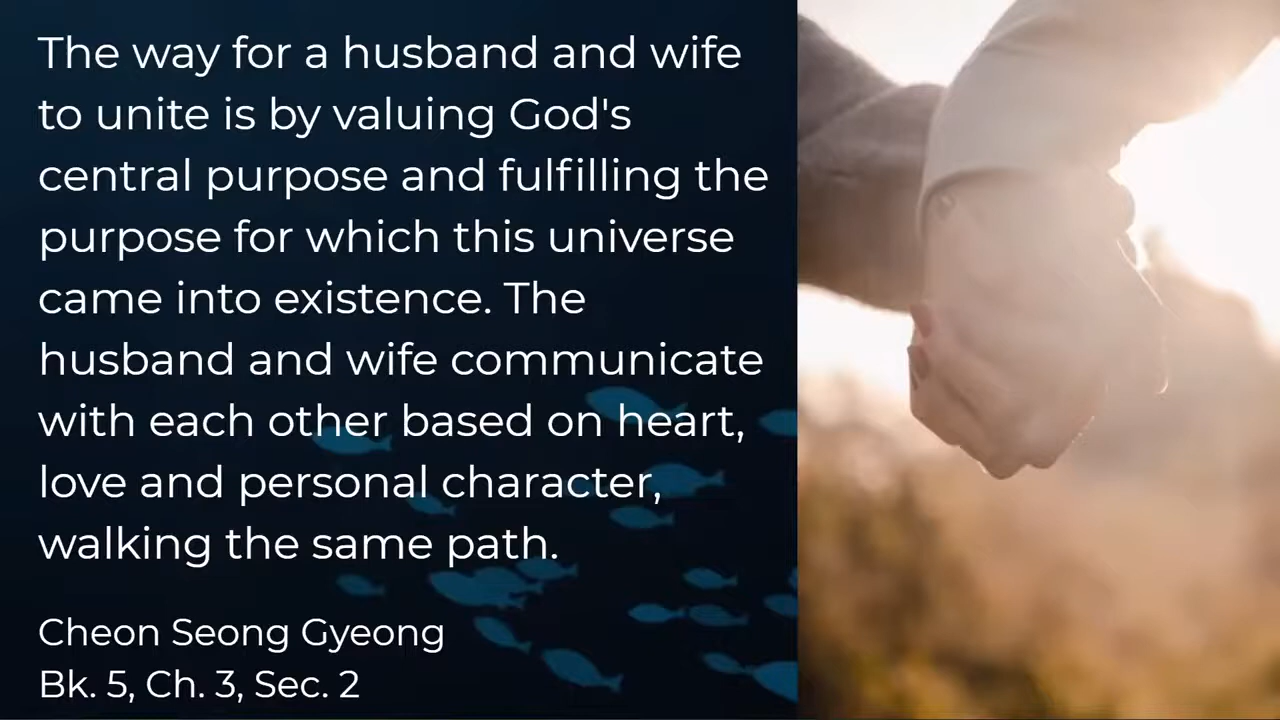 The way for a husband and wife
to unite is by valuing God's
central purpose and fulfilling the
purpose for which this universe
came into existence. The
husband and wife communicate
with each other based on heart,
love and personal character,
walking the same path.
Cheon Seong Gyeong
Bk. 5, Ch. 3, Sec. 2